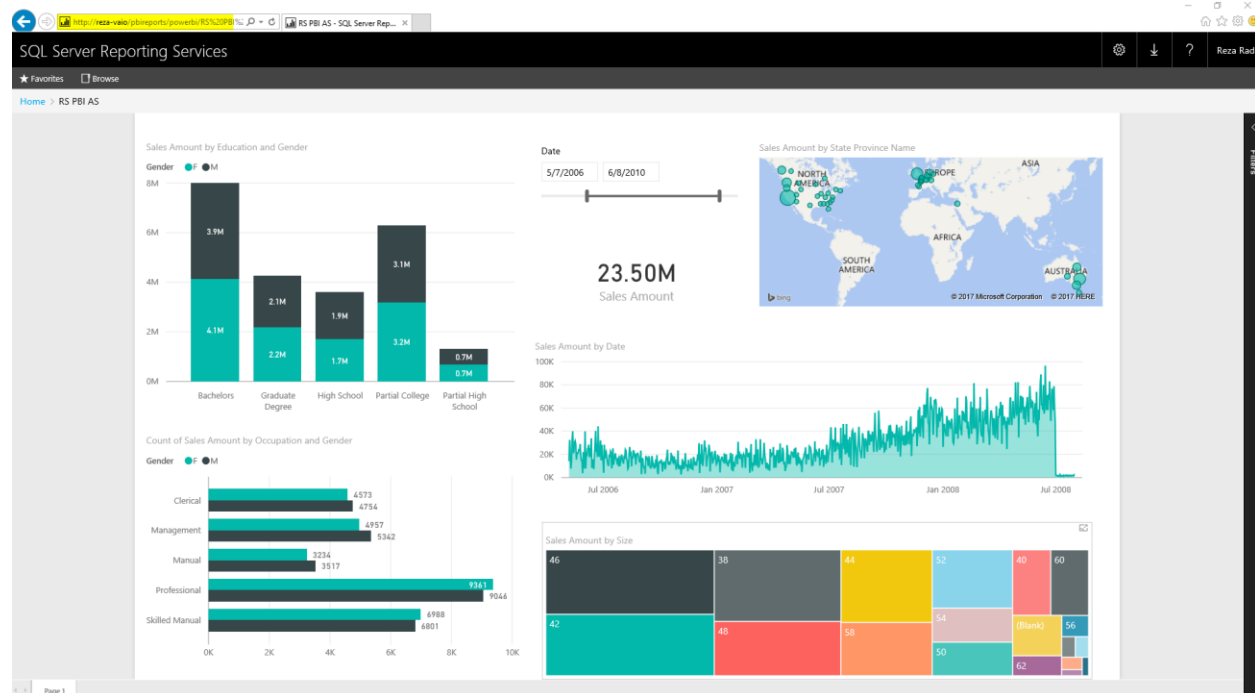 http://reza-vaio/pbireports/powerbi/RS%20PBI%
RS PBI AS - SQL Server Rep...
SQL Server Reporting Services
Reza Rad
Favorites Browse
Home > RS PBI AS
Filters
Sales Amount by Education and Gender
Gender F M
8M
6M
4M
2M
0M
3.9M
4.1M
2.1M
2.2M
1.9M
1.7M
3.1M
3.2M
0.7M
0.7M
Bachelors
Graduate
Degree
High School
Partial College
Partial High
School
Date
5/7/2006 6/8/2010
23.50M
Sales Amount
Sales Amount by State Province Name
NORTH
AMERICA
EUROPE
ASIA
AFRICA
SOUTH
AMERICA
AUSTRALIA
bing
© 2017 Microsoft Corporation © 2017 HERE
Sales Amount by Date
100K
80K
60K
40K
20K
0K
Jul 2006 Jan 2007 Jul 2007 Jan 2008 Jul 2008
Count of Sales Amount by Occupation and Gender
Gender F M
Clerical
4573
4754
Management
4957
5342
Manual
3234
3517
Professional
9361
9046
Skilled Manual
6988
6801
0K 2K 4K 6K 8K 10K
Sales Amount by Size
46
42
38
48
44
58
52
54
50
40
60
(Blank)
56
62
Page 1